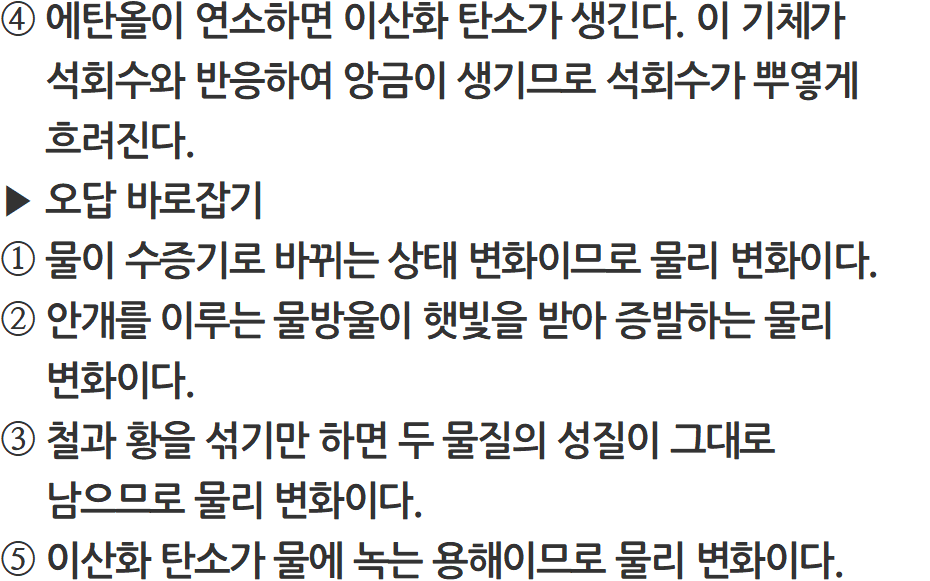 ④ 에탄올이 연소하면 이산화 탄소가 생긴다. 이 기체가
석회수와 반응하여 앙금이 생기므로 석회수가 뿌옇게
흐려진다.
▶ 오답 바로잡기
① 물이 수증기로 바뀌는 상태 변화이므로 물리 변화이다.
② 안개를 이루는 물방울이 햇빛을 받아 증발하는 물리
변화이다.
③ 철과 황을 섞기만 하면 두 물질의 성질이 그대로
남으므로 물리 변화이다.
⑤ 이산화 탄소가 물에 녹는 용해이므로 물리 변화이다.